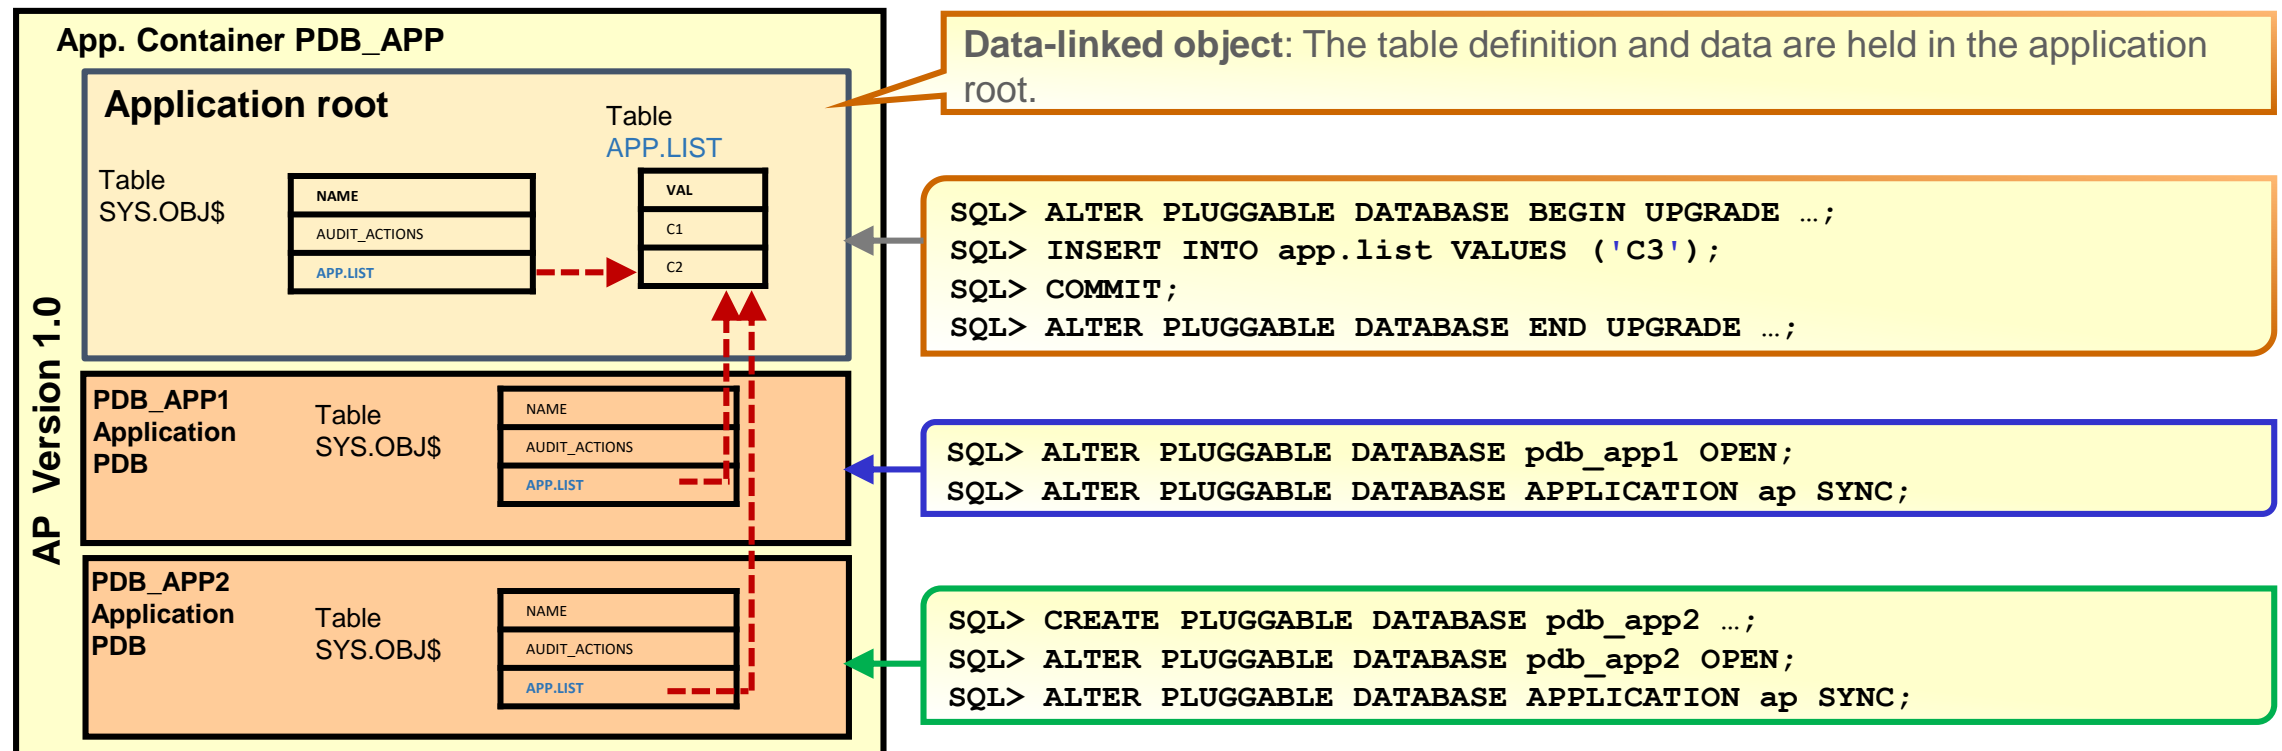 App. Container PDB_APP
Data-linked object: The table definition and data are held in the application
root.
Application root
Table
APP.LIST
Table
SYS.OBJ$
NAME
AUDIT_ACTIONS
APP.LIST
VAL
C1
C2
SQL> ALTER PLUGGABLE DATABASE BEGIN UPGRADE …;
SQL> INSERT INTO app.list VALUES ('C3');
SQL> COMMIT;
SQL> ALTER PLUGGABLE DATABASE END UPGRADE …;
AP Version 1.0
PDB_APP1
Application
PDB
Table
SYS.OBJ$
NAME
AUDIT_ACTIONS
APP.LIST
SQL> ALTER PLUGGABLE DATABASE pdb_app1 OPEN;
SQL> ALTER PLUGGABLE DATABASE APPLICATION ap SYNC;
PDB_APP2
Application
PDB
Table
SYS.OBJ$
NAME
AUDIT_ACTIONS
APP.LIST
SQL> CREATE PLUGGABLE DATABASE pdb_app2 …;
SQL> ALTER PLUGGABLE DATABASE pdb_app2 OPEN;
SQL> ALTER PLUGGABLE DATABASE APPLICATION ap SYNC;